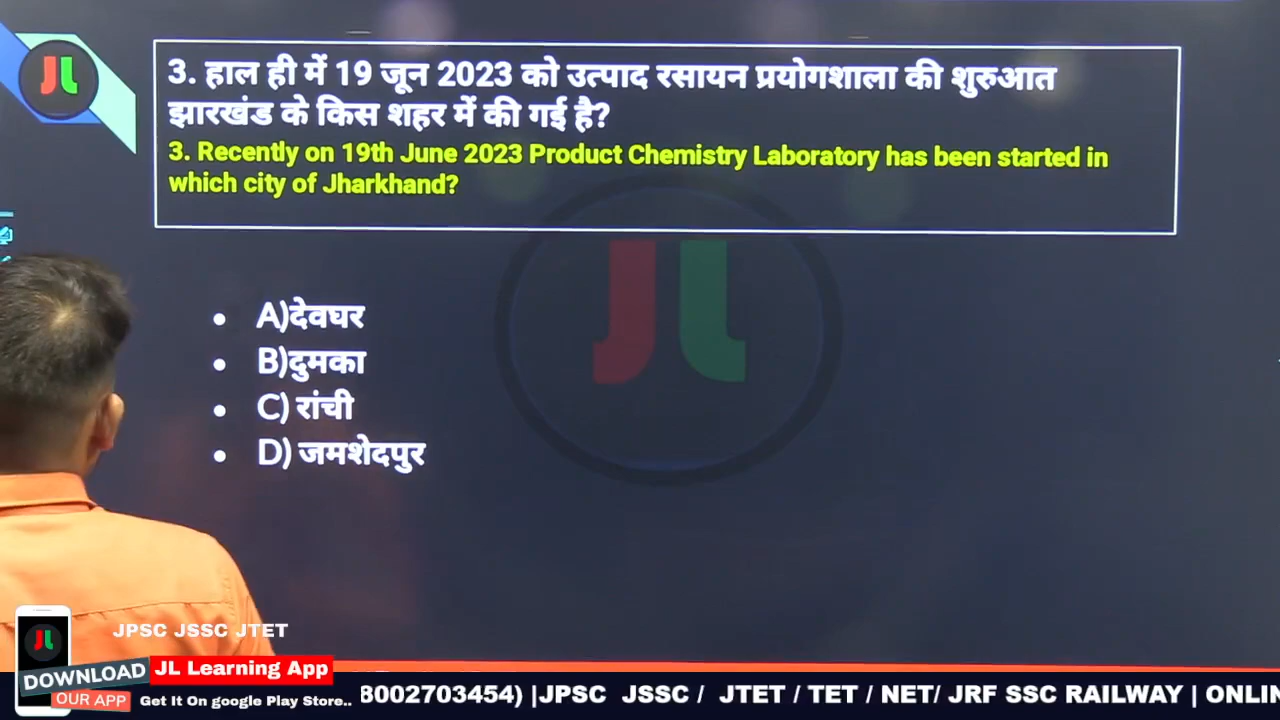 JL
3. हाल ही में 19 जून 2023 को उत्पाद रसायन प्रयोगशाला की शुरुआत
झारखंड के किस शहर में की गई है?
3. Recently on 19th June 2023 Product Chemistry Laboratory has been started in
which city of Jharkhand?
JL
• A)देवघर
• B)दुमका
• C) रांची
• D) जमशेदपुर
JPSC JSSC JTET
JL
DOWNLOAD JL Learning App
OUR APP Get It On google Play Store..
8002703454) |JPSC JSSC / JTET / TET / NET/ JRF SSC RAILWAY | ONLIN